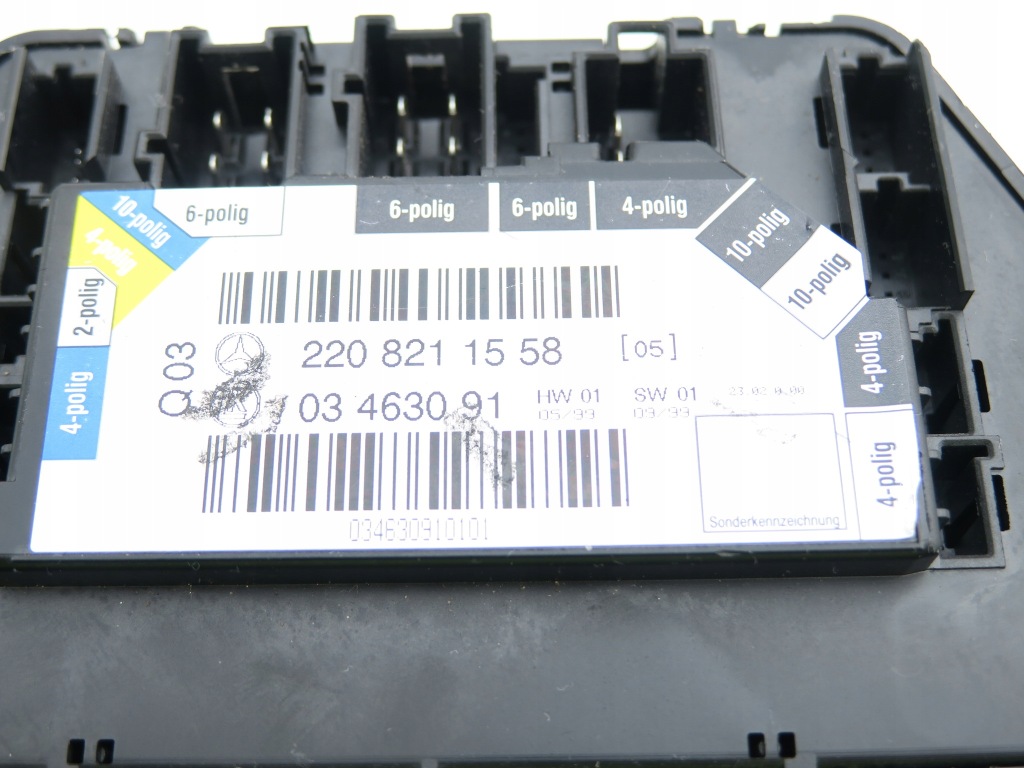 10-polig
4-polig
2-polig
4-polig
6-polig
6-polig
6-polig
4-polig
10-polig
10-polig
4-polig
4-polig
Q 03
220 821 15 58 [05]
03 4630 91
HW 01 SW 01
05/99 09/99
034630910101
Sonderkennzeichnung